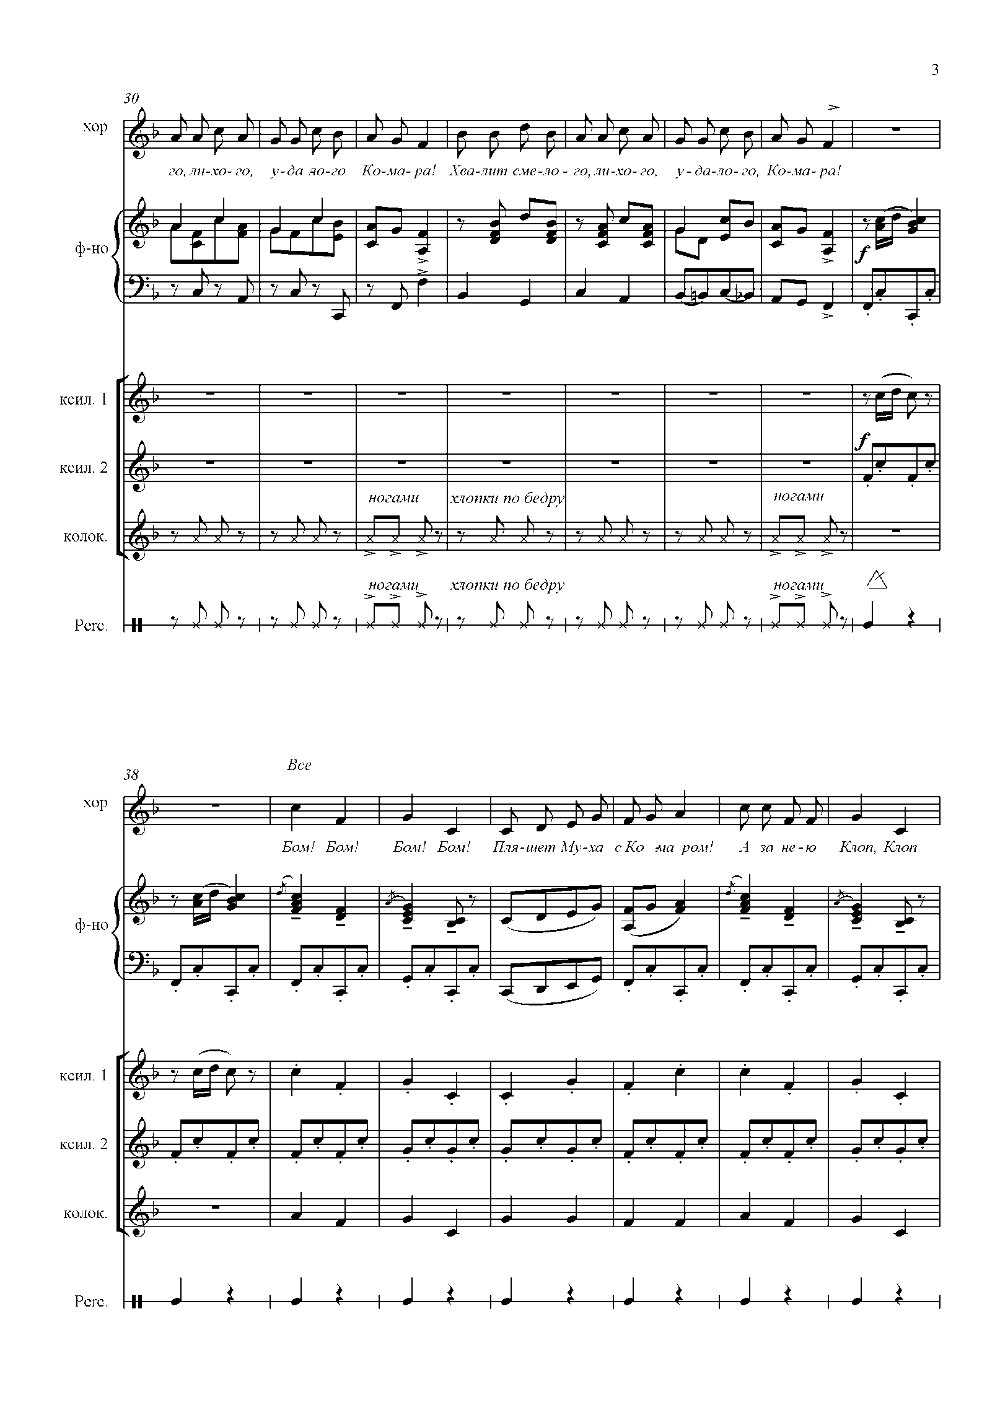 3
30
хор
го, ли-хо-го, у-да-ло-го Ко-ма-ра! Хва-лит сме-ло-го, ли-хо-го, у-да-ло-го, Ко-ма-ра!
ф-но
f
ксил. 1
f
ксил. 2
ногами хлопки по бедру ногами
колок.
ногами хлопки по бедру ногами
Perc.
38
Все
хор
Бом! Бом! Бом! Бом! Пля-шет Му-ха с Ко-ма-ром! А за не-ю Клоп, Клоп
ф-но
ксил. 1
ксил. 2
колок.
Perc.